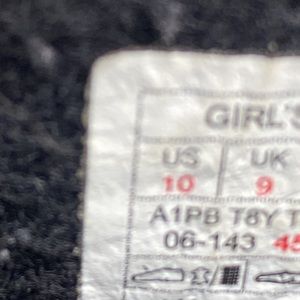 GIRL'S
US UK
10 9
A1PB T8Y T
06-143 45